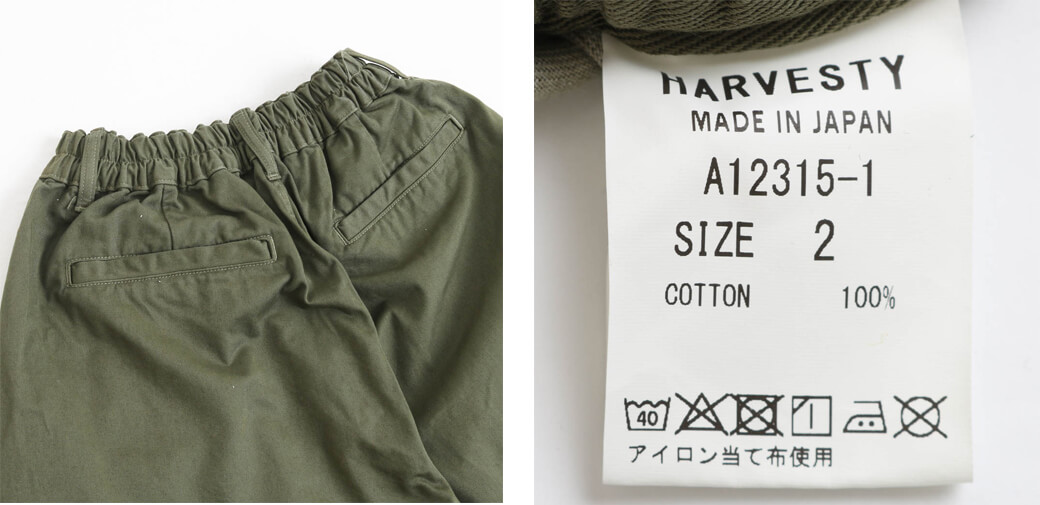 HARVESTY
MADE IN JAPAN
A12315-1
SIZE 2
COTTON 100%
40
アイロン当て布使用